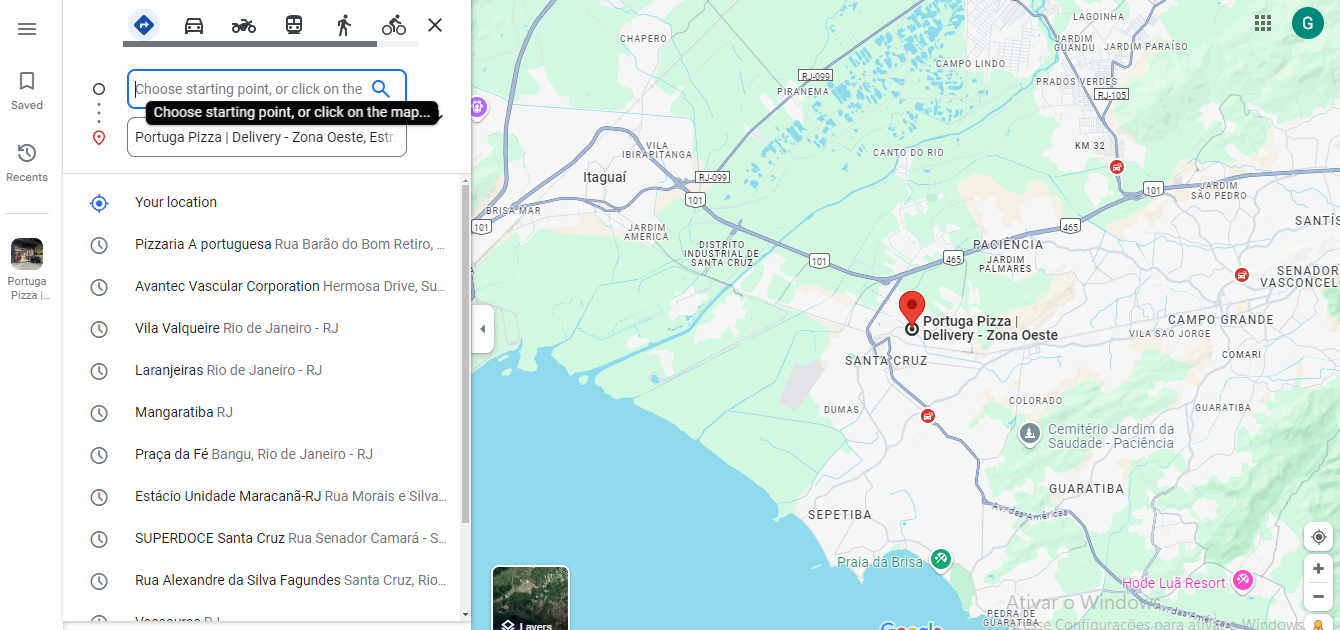 Saved
Recents
Portuga
Pizza |...
Choose starting point, or click on the
Choose starting point, or click on the map...
Portuga Pizza | Delivery - Zona Oeste, Estr.
Your location
Pizzaria A portuguesa Rua Barão do Bom Retiro, ...
Avantec Vascular Corporation Hermosa Drive, Su...
Vila Valqueire Rio de Janeiro - RJ
Laranjeiras Rio de Janeiro - RJ
Mangaratiba RJ
Praça da Fé Bangu, Rio de Janeiro - RJ
Estácio Unidade Maracanã-RJ Rua Morais e Silva...
SUPERDOCE Santa Cruz Rua Senador Camará - S...
Rua Alexandre da Silva Fagundes Santa Cruz, Rio...
Vassouras RJ
G
LAGOINHA
CHAPERO
JARDIM
GUANDU
JARDIM PARAÍSO
CAMPO LINDO
RJ-099
PIRANEMA
PRADOS VERDES
RJ-105
VILA
IBIRAPITANGA
KM 32
CANTO DO RIO
Itaguaí
RJ-099
101
101
JARDIM
SÃO PEDRO
BRISA MAR
101
JARDIM
AMERICA
465
SANTÍS
DISTRITO
INDUSTRIAL DE
SANTA CRUZ
PACIÊNCIA
101
465
JARDIM
PALMARES
SENADOR
VASCONCEL
Portuga Pizza |
Delivery - Zona Oeste
CAMPO GRANDE
VILA SAO JORGE
COMARI
SANTA CRUZ
DUMAS
COLORADO
GUARATIBA
Cemitério Jardim da
Saudade - Paciência
GUARATIBA
Av. das Américas
SEPETIBA
Praia da Brisa
Hode Luã Resort
Av. das Américas
PEDRA DE
GUARATIBA
Layers
Google
Ativar o Windows
Acesse Configurações para ativar o Windows.